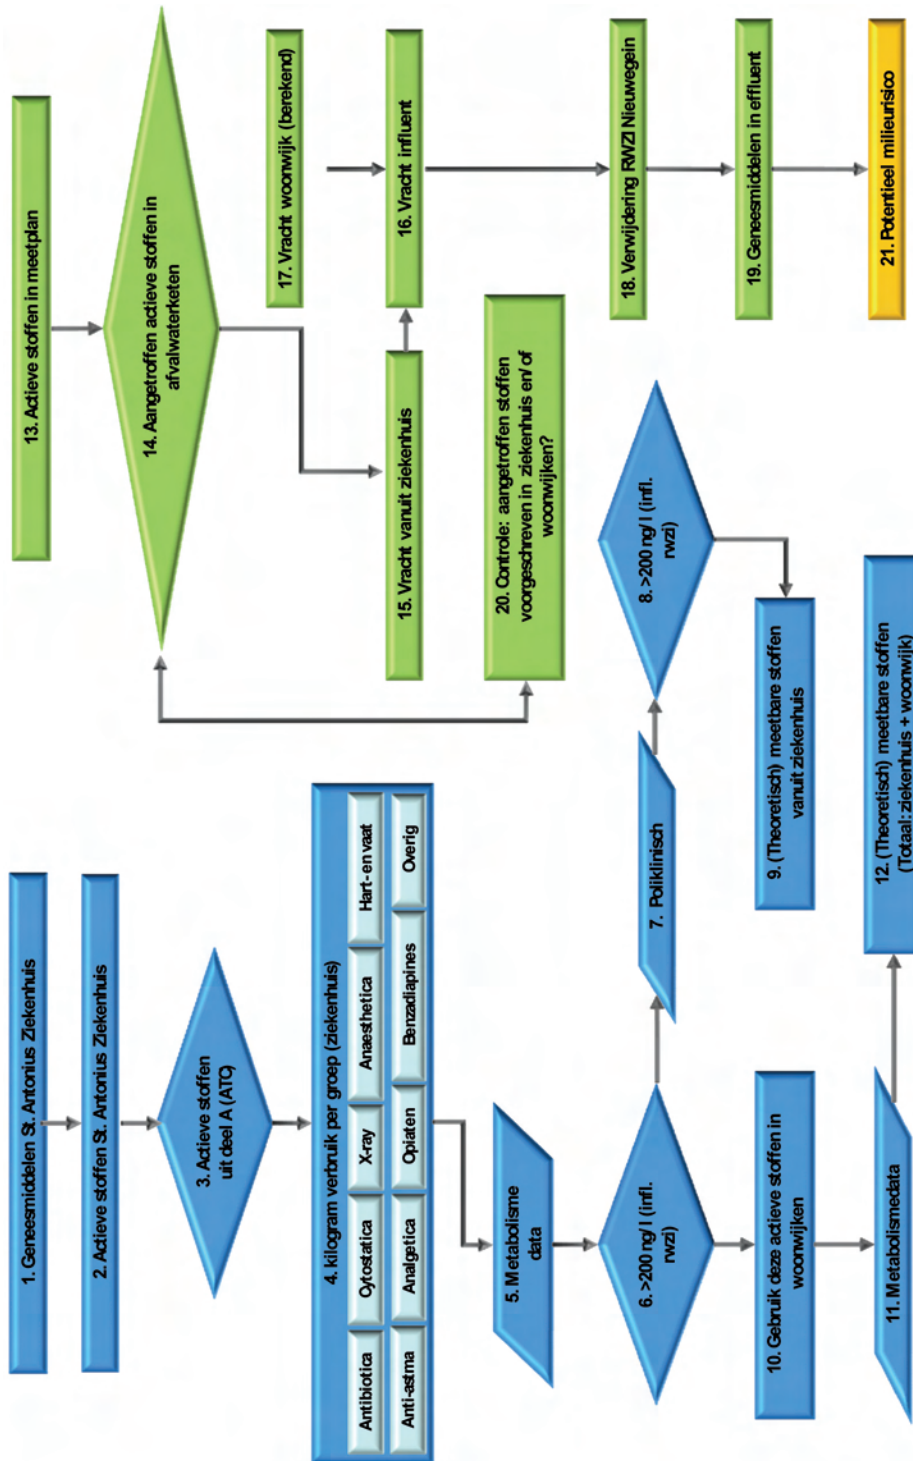 1. Geneesmiddelen St. Antonius Ziekenhuis
2. Actieve stoffen St. Antonius Ziekenhuis
3. Actieve stoffen
uit deel A (ATC)
4. kilogram verbruik per groep (ziekenhuis)
Antibiotica
Cytostatica
X-ray
Anaesthetica
Hart- en vaat
Anti-astma
Analgetica
Opiaten
Benzadiapines
Overig
5. Metabolisme
data
6. >200 ng/l (infl.
rwzi)
7. Poliklinisch
8. >200 ng/l (infl.
rwzi)
9. (Theoretisch) meetbare stoffen
vanuit ziekenhuis
10. Gebruik deze actieve stoffen in
woonwijken
11. Metabolismedata
12. (Theoretisch) meetbare stoffen
(Totaal: ziekenhuis + woonwijk)
13. Actieve stoffen in meetplan
14. Aangetroffen actieve stoffen in
afvalwaterketen
15. Vracht vanuit ziekenhuis
16. Vracht influent
17. Vracht woonwijk (berekend)
18. Verwijdering RWZI Nieuwegein
19. Geneesmiddelen in effluent
20. Controle: aangetroffen stoffen
voorgeschreven in ziekenhuis en/of
woonwijken?
21. Potentieel milieurisico